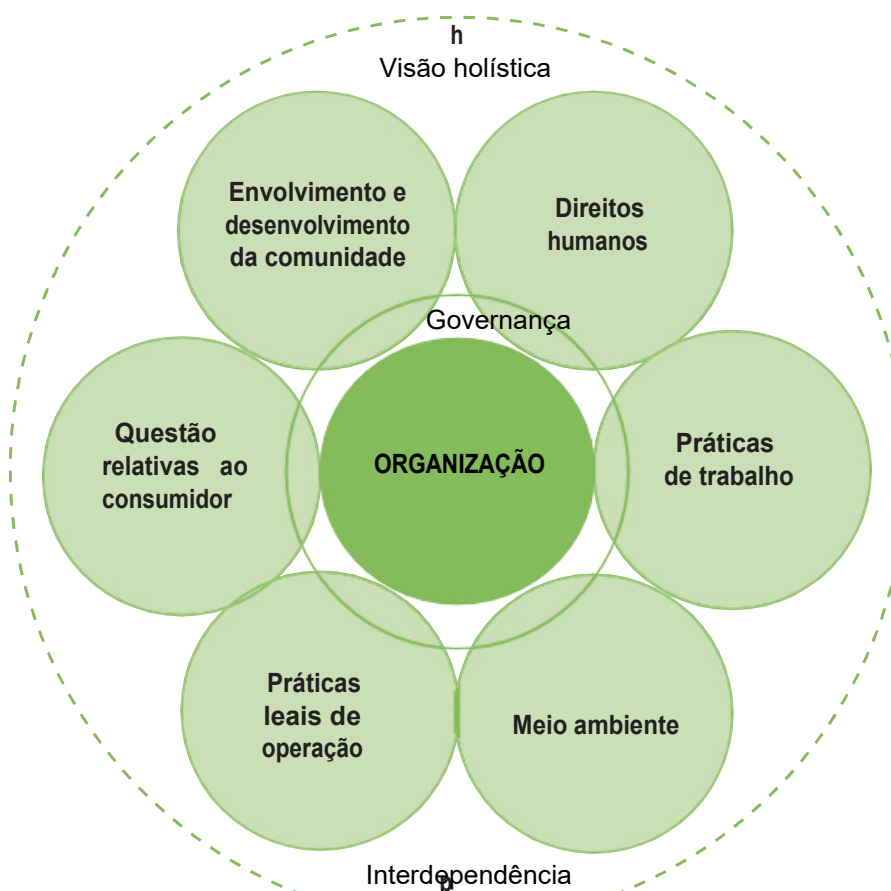 h
Visão holística
Envolvimento e
desenvolvimento
da comunidade
Direitos
humanos
Governança
Questão
relativas ao
consumidor
ORGANIZAÇÃO
Práticas
de trabalho
Práticas
leais de
operação
Meio ambiente
Interdependência
p